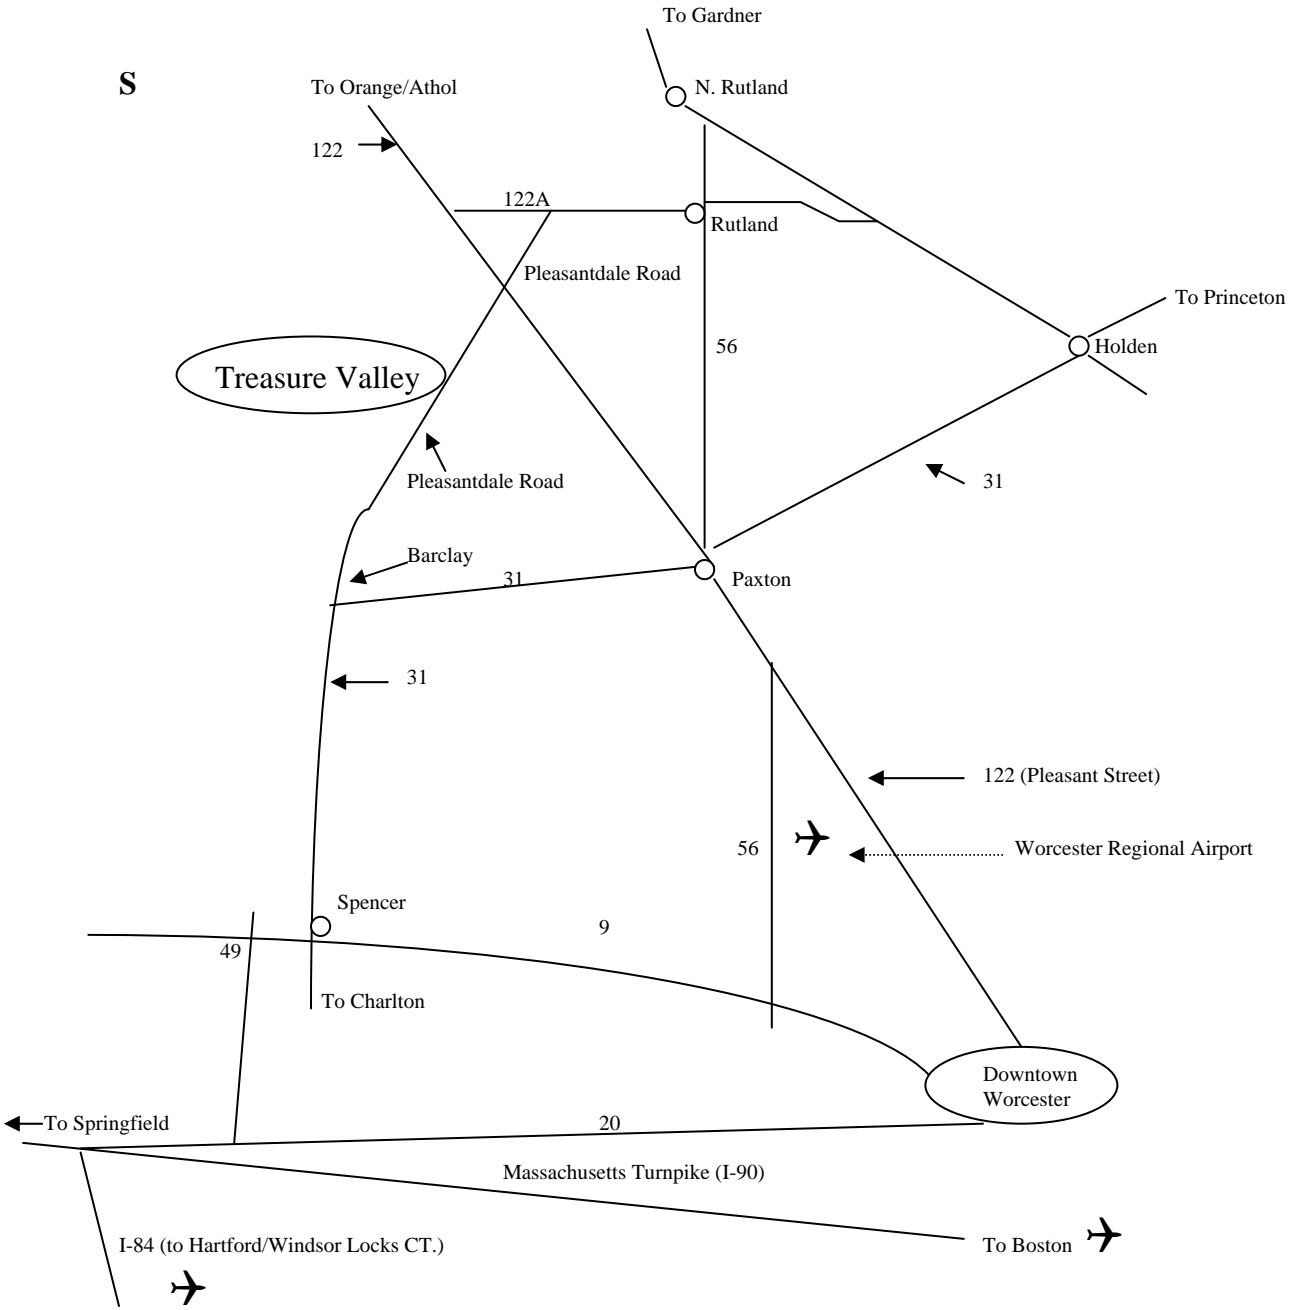 To Gardner
S
To Orange/Athol
N. Rutland
122
122A
Rutland
Pleasantdale Road
To Princeton
56
Holden
Treasure Valley
Pleasantdale Road
31
Barclay
31
Paxton
31
122 (Pleasant Street)
56
Worcester Regional Airport
Spencer
9
49
To Charlton
Downtown
Worcester
To Springfield
20
Massachusetts Turnpike (I-90)
I-84 (to Hartford/Windsor Locks CT.)
To Boston